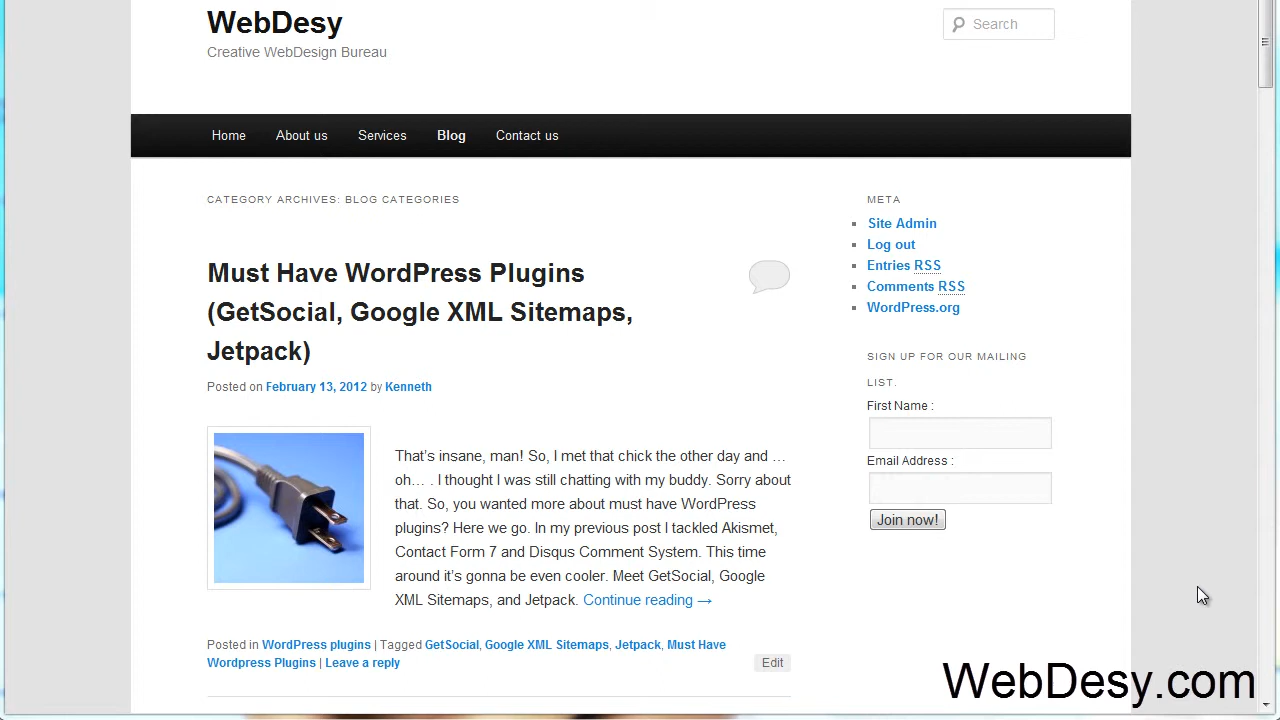 WebDesy
Creative WebDesign Bureau
Search
Home
About us
Services
Blog
Contact us
CATEGORY ARCHIVES: BLOG CATEGORIES
Must Have WordPress Plugins
(GetSocial, Google XML Sitemaps,
Jetpack)
Posted on February 13, 2012 by Kenneth
That's insane, man! So, I met that chick the other day and …
oh… . I thought I was still chatting with my buddy. Sorry about
that. So, you wanted more about must have WordPress
plugins? Here we go. In my previous post I tackled Akismet,
Contact Form 7 and Disqus Comment System. This time
around it's gonna be even cooler. Meet GetSocial, Google
XML Sitemaps, and Jetpack. Continue reading →
Posted in WordPress plugins | Tagged GetSocial, Google XML Sitemaps, Jetpack, Must Have
Wordpress Plugins | Leave a reply
Edit
META
Site Admin
Log out
Entries RSS
Comments RSS
WordPress.org
SIGN UP FOR OUR MAILING
LIST.
First Name :
Email Address :
Join now!
WebDesy.com